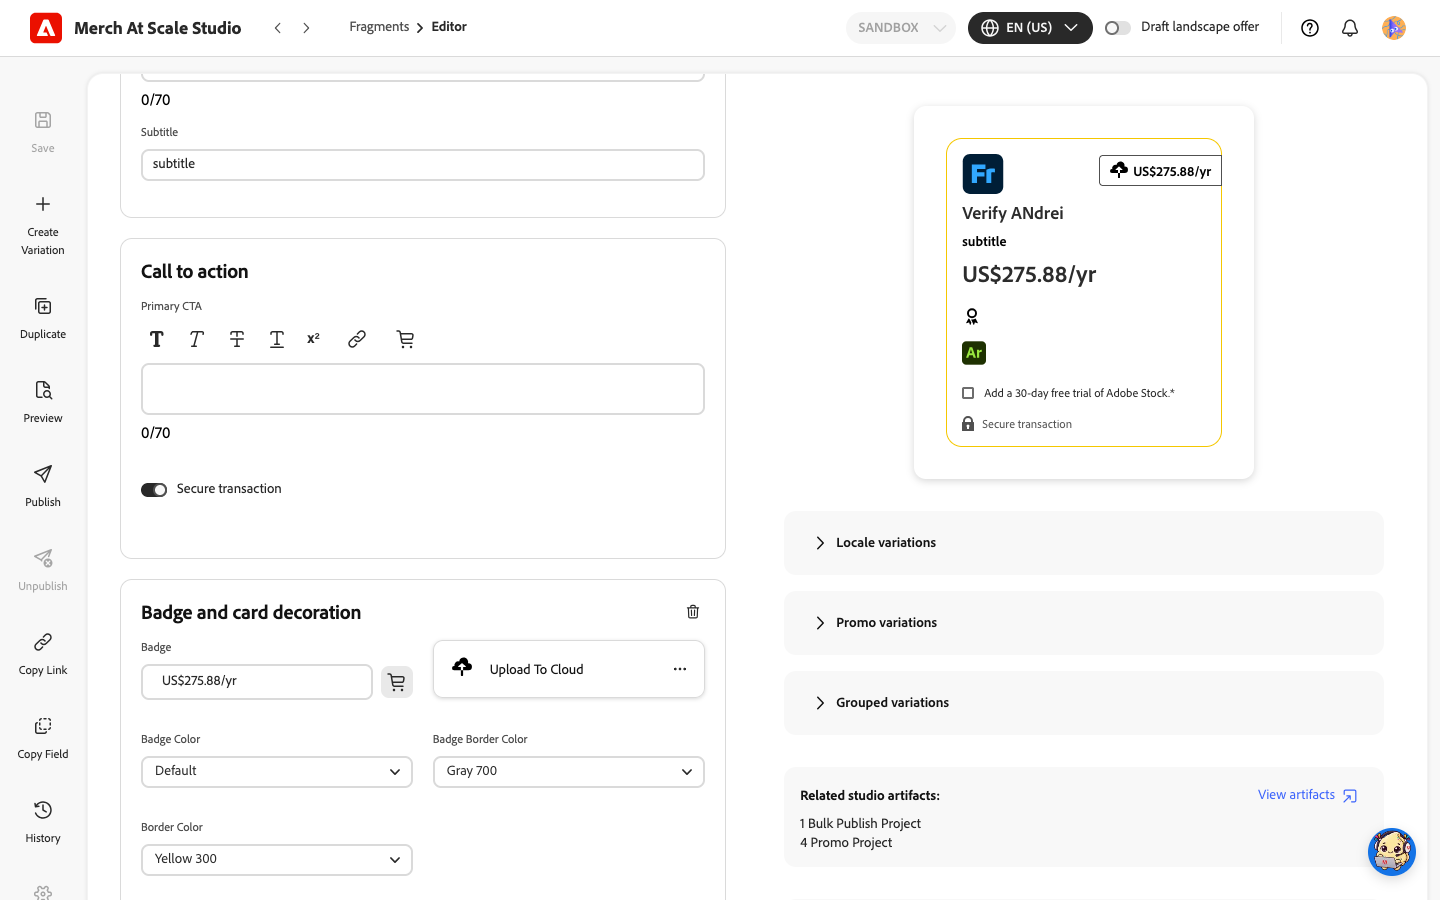 Merch At Scale Studio
Fragments
Editor
SANDBOX
EN (US)
Draft landscape offer
Save
Create
Variation
Duplicate
Preview
Publish
Unpublish
Copy Link
Copy Field
History
0/70
Subtitle
subtitle
Call to action
Primary CTA
T T T T x²
0/70
Secure transaction
Badge and card decoration
Badge
US$275.88/yr
Upload To Cloud
Badge Color
Default
Badge Border Color
Gray 700
Border Color
Yellow 300
Fr
US$275.88/yr
Verify ANdrei
subtitle
US$275.88/yr
Ar
Add a 30-day free trial of Adobe Stock.*
Secure transaction
Locale variations
Promo variations
Grouped variations
Related studio artifacts:
View artifacts
1 Bulk Publish Project
4 Promo Project